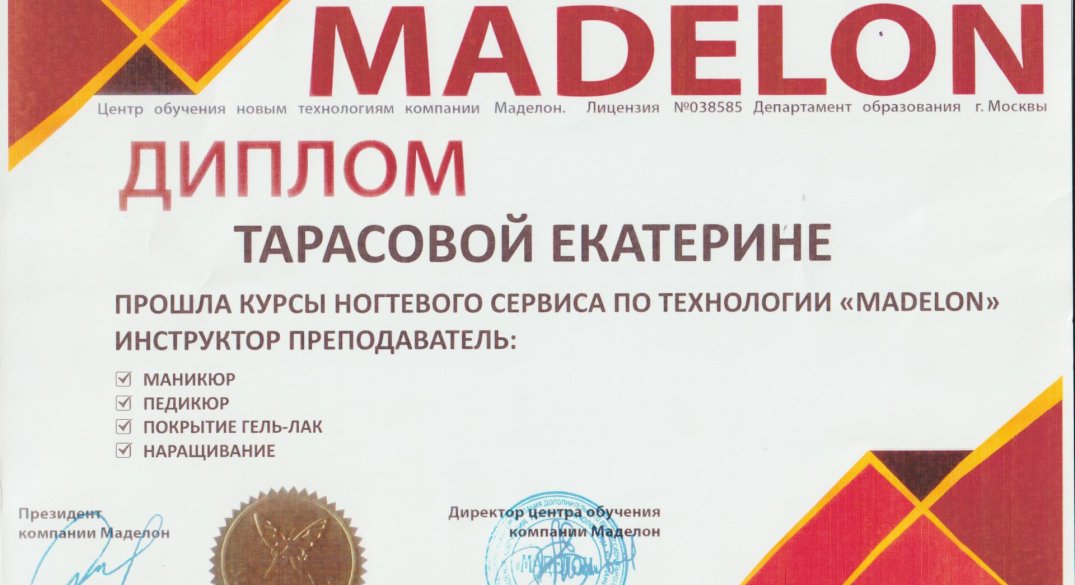 MADELON
Центр обучения новым технологиям компании Маделон. Лицензия №038585 Департамент образования г. Москвы
ДИПЛОМ
ТАРАСОВОЙ ЕКАТЕРИНЕ
ПРОШЛА КУРСЫ НОГТЕВОГО СЕРВИСА ПО ТЕХНОЛОГИИ «MADELON»
ИНСТРУКТОР ПРЕПОДАВАТЕЛЬ:
МАНИКЮР
ПЕДИКЮР
ПОКРЫТИЕ ГЕЛЬ-ЛАК
НАРАЩИВАНИЕ
Президент
компании Маделон
Директор центра обучения
компании Маделон